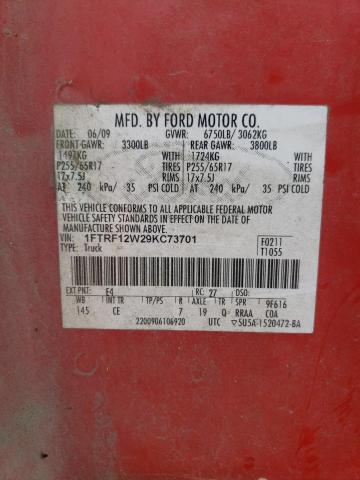 MFD. BY FORD MOTOR CO.
DATE: 06/09 GVWR: 6750LB/ 3062KG
FRONT GAWR: 3300LB REAR GAWR: 3800LB
1497KG WITH 1724KG WITH
P255/65R17 TIRES P255/65R17 TIRES
17x7.5J RIMS 17x7.5J RIMS
AT 240 kPa/ 35 PSI COLD AT 240 kPa/ 35 PSI COLD
THIS VEHICLE CONFORMS TO ALL APPLICABLE FEDERAL MOTOR
VEHICLE SAFETY STANDARDS IN EFFECT ON THE DATE OF
MANUFACTURE SHOWN ABOVE.
VIN: 1FTRF12W29KC73701 F0211
TYPE: Truck T1055
EXT PNT: F4 RC: 27 DSO:
WB INT TR TP/PS R AXLE TR SPR 9F616
145 CE 7 19 Q RRAA COA
2200906106920 UTC 5U5A-1520472-BA